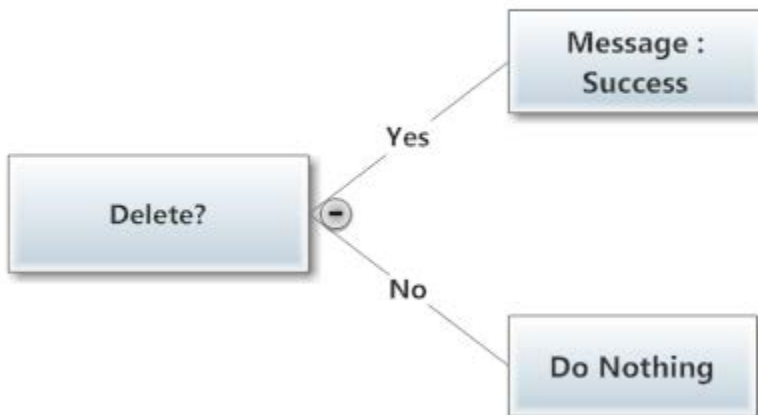 Message :
Success
Yes
Delete?
No
Do Nothing